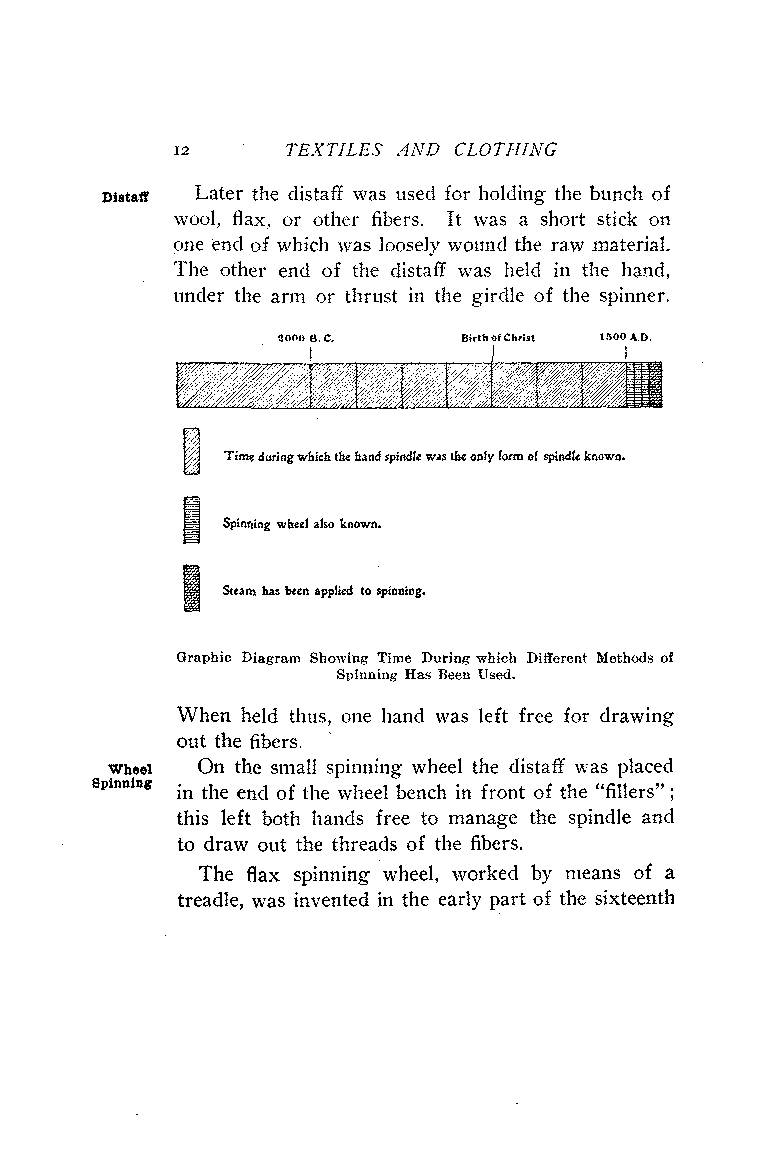 12 TEXTILES AND CLOTHING
Distaff
Later the distaff was used for holding the bunch of
wool, flax, or other fibers. It was a short stick on
one end of which was loosely wound the raw material.
The other end of the distaff was held in the hand,
under the arm or thrust in the girdle of the spinner.
2000 B. C. Birth of Christ 1500 A.D.
Time during which the hand spindle was the only form of spindle known.
Spinning wheel also known.
Steam has been applied to spinning.
Graphic Diagram Showing Time During which Different Methods of
Spinning Has Been Used.
When held thus, one hand was left free for drawing
out the fibers.
Wheel
Spinning
On the small spinning wheel the distaff was placed
in the end of the wheel bench in front of the “fillers”;
this left both hands free to manage the spindle and
to draw out the threads of the fibers.
The flax spinning wheel, worked by means of a
treadle, was invented in the early part of the sixteenth